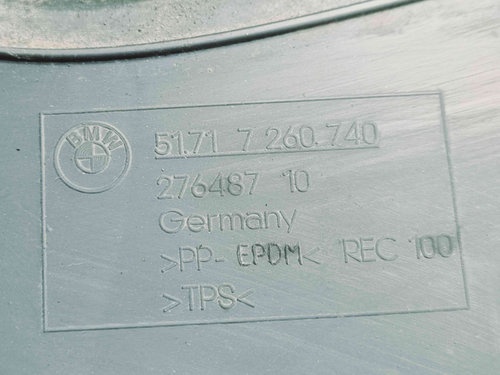 BMW
51.71 7 260.740
276487 10
Germany
>PP- EPDM< REC 100
>TPS<